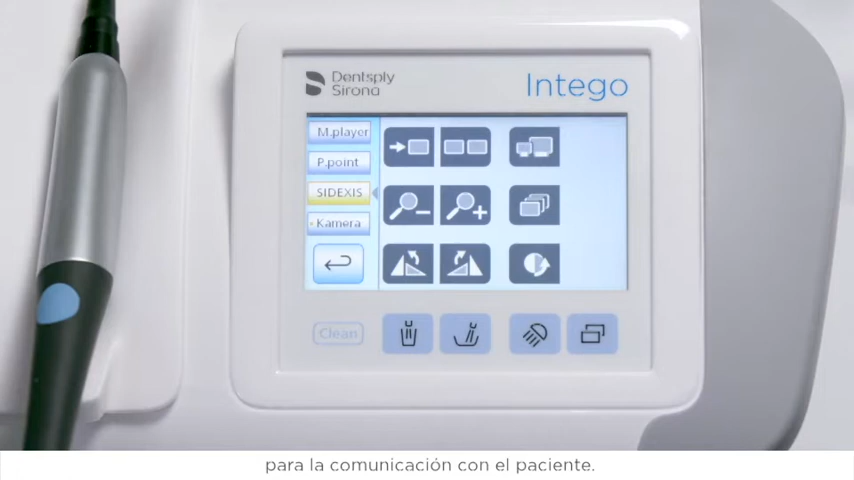 Dentsply
Sirona
Intego
M.player
P.point
SIDEXIS
Kamera
Clean
para la comunicación con el paciente.